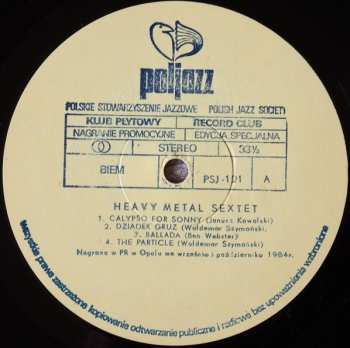 poljazz
POLSKIE STOWARZYSZENIE JAZZOWE POLISH JAZZ SOCIETY
KLUB PŁYTOWY RECORD CLUB
NAGRANIE PROMOCYJNE EDYCJA SPECJALNA
STEREO 33⅓
BIEM PSJ-101 A
HEAVY METAL SEXTET
1. CALYPSO FOR SONNY (Janusz Kowalski)
2. DZIADEK GRUZ (Waldemar Szymański)
3. BALLADA (Ben Webster)
4. THE PARTICLE (Waldemar Szymański)
Nagrano w PR w Opolu we wrześniu i październiku 1984r.
wszystkie prawa zastrzeżone kopiowanie odtwarzanie publiczne i radiowe bez upoważnienia wzbronione